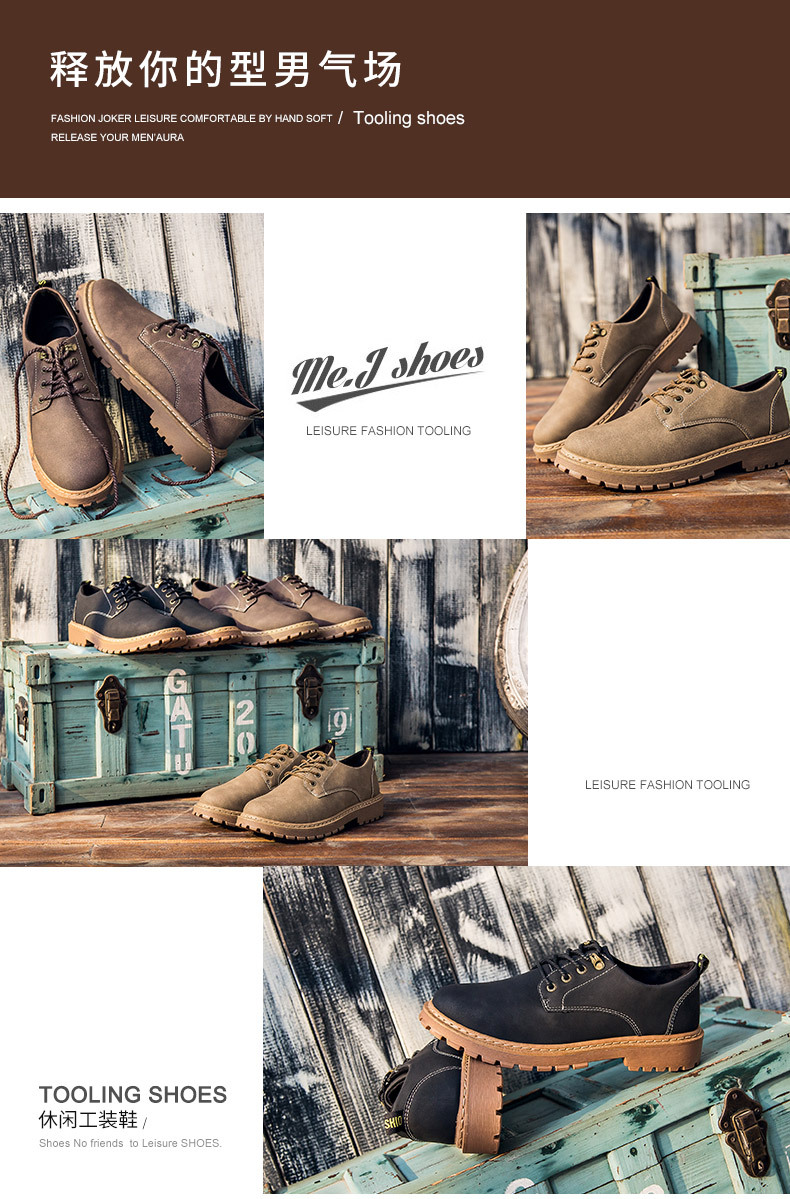 释放你的型男气场
FASHION JOKER LEISURE COMFORTABLE BY HAND SOFT / Tooling shoes
RELEASE YOUR MEN'AURA
Me.J shoes
LEISURE FASHION TOOLING
GATU 20 9
LEISURE FASHION TOOLING
TOOLING SHOES
休闲工装鞋 /
Shoes No friends to Leisure SHOES.